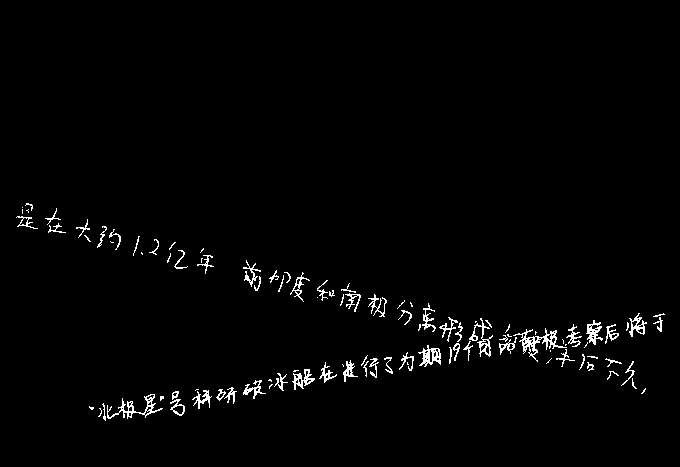 是在大约1.2亿年前印度和南极分离形成后不久,
"北极星"号科研破冰船在进行了为期19个月的南极考察后将于